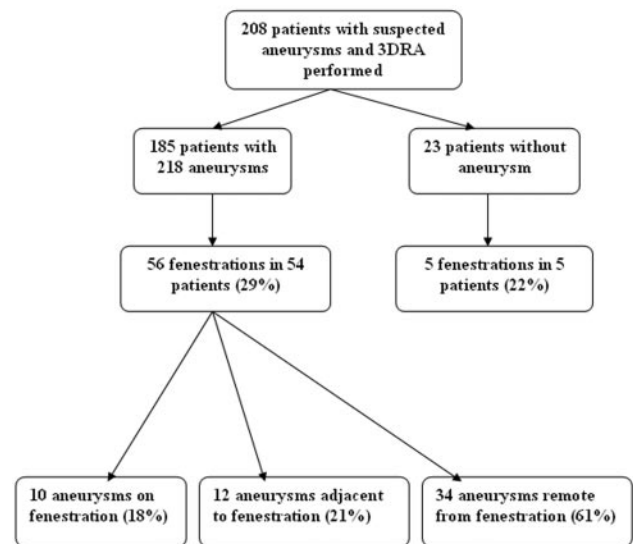 208 patients with suspected
aneurysms and 3DRA
performed
185 patients with
218 aneurysms
23 patients without
aneurysm
56 fenestrations in 54
patients (29%)
5 fenestrations in 5
patients (22%)
10 aneurysms on
fenestration (18%)
12 aneurysms adjacent
to fenestration (21%)
34 aneurysms remote
from fenestration (61%)